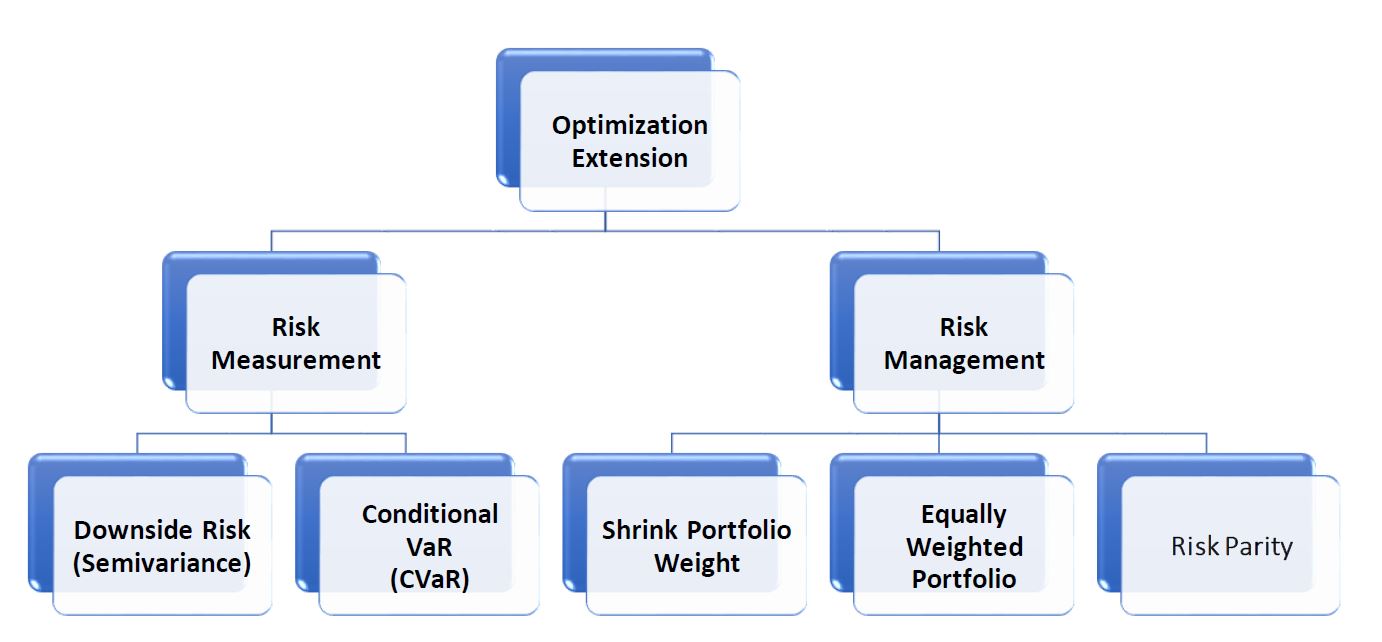 Optimization
Extension
Risk
Measurement
Risk
Management
Downside Risk
(Semivariance)
Conditional
VaR
(CVaR)
Shrink Portfolio
Weight
Equally
Weighted
Portfolio
Risk Parity